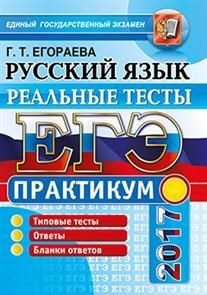 ЕДИНЫЙ ГОСУДАРСТВЕННЫЙ ЭКЗАМЕН
Г. Т. ЕГОРАЕВА
РУССКИЙ ЯЗЫК
РЕАЛЬНЫЕ ТЕСТЫ
ЕГЭ
ПРАКТИКУМ
Типовые тесты
Ответы
Бланки ответов
2017